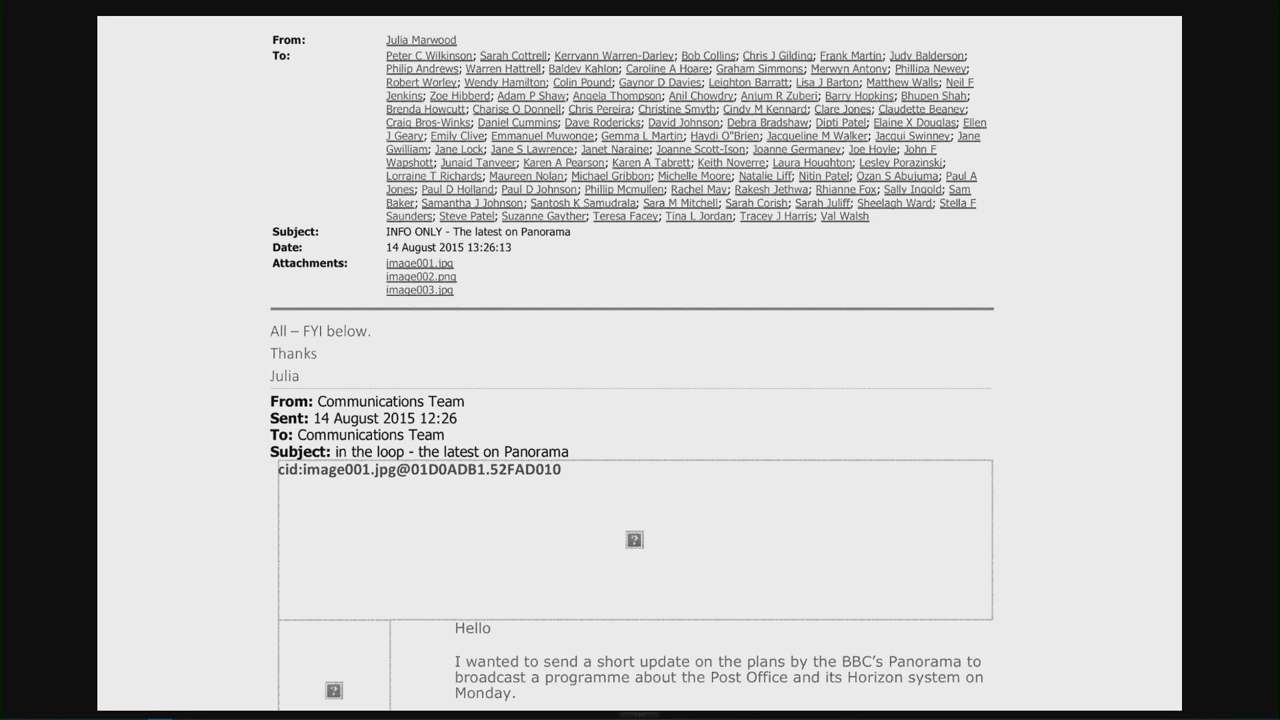 From: Julia Marwood
To: Peter C Wilkinson; Sarah Cottrell; Kerryann Warren-Darley; Bob Collins; Chris J Gilding; Frank Martin; Judy Balderson;
Philip Andrews; Warren Hattrell; Baldev Kahlon; Caroline A Hoare; Graham Simmons; Merwyn Antony; Phillipa Newey;
Robert Worley; Wendy Hamilton; Colin Pound; Gaynor D Davies; Leighton Barratt; Lisa J Barton; Matthew Walls; Neil F
Jenkins; Zoe Hibberd; Adam P Shaw; Angela Thompson; Anil Chowdry; Anjum R Zuberi; Barry Hopkins; Bhupen Shah;
Brenda Howcutt; Charise O Donnell; Chris Pereira; Christine Smyth; Cindy M Kennard; Clare Jones; Claudette Beaney;
Craig Bros-Winks; Daniel Cummins; Dave Rodericks; David Johnson; Debra Bradshaw; Dipti Patel; Elaine X Douglas; Ellen
J Geary; Emily Clive; Emmanuel Muwonge; Gemma L Martin; Haydi O"Brien; Jacqueline M Walker; Jacqui Swinney; Jane
Gwilliam; Jane Lock; Jane S Lawrence; Janet Naraine; Joanne Scott-Ison; Joanne Germaney; Joe Hoyle; John F
Wapshott; Junaid Tanveer; Karen A Pearson; Karen A Tabrett; Keith Noverre; Laura Houghton; Lesley Porazinski;
Lorraine T Richards; Maureen Nolan; Michael Gribbon; Michelle Moore; Natalie Liff; Nitin Patel; Ozan S Abujuma; Paul A
Jones; Paul D Holland; Paul D Johnson; Phillip Mcmullen; Rachel May; Rakesh Jethwa; Rhianne Fox; Sally Ingold; Sam
Baker; Samantha J Johnson; Santosh K Samudrala; Sara M Mitchell; Sarah Corish; Sarah Juliff; Sheelagh Ward; Stella F
Saunders; Steve Patel; Suzanne Gayther; Teresa Facey; Tina L Jordan; Tracey J Harris; Val Walsh
Subject: INFO ONLY - The latest on Panorama
Date: 14 August 2015 13:26:13
Attachments: image001.jpg
image002.png
image003.jpg
All – FYI below.
Thanks
Julia
From: Communications Team
Sent: 14 August 2015 12:26
To: Communications Team
Subject: in the loop - the latest on Panorama
cid:image001.jpg@01D0ADB1.52FAD010
Hello
I wanted to send a short update on the plans by the BBC's Panorama to
broadcast a programme about the Post Office and its Horizon system on
Monday.